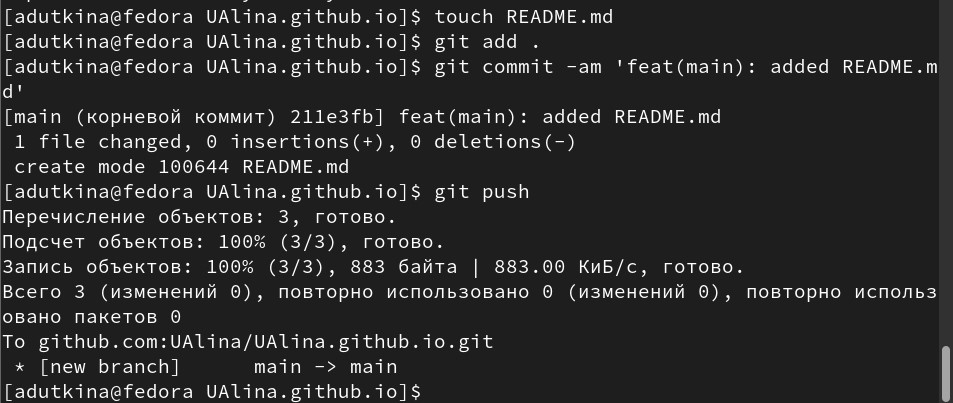 [adutkina@fedora UAlina.github.io]$ touch README.md
[adutkina@fedora UAlina.github.io]$ git add .
[adutkina@fedora UAlina.github.io]$ git commit -am 'feat(main): added README.m
d'
[main (корневой коммит) 211e3fb] feat(main): added README.md
 1 file changed, 0 insertions(+), 0 deletions(-)
 create mode 100644 README.md
[adutkina@fedora UAlina.github.io]$ git push
Перечисление объектов: 3, готово.
Подсчет объектов: 100% (3/3), готово.
Запись объектов: 100% (3/3), 883 байта | 883.00 КиБ/с, готово.
Всего 3 (изменений 0), повторно использовано 0 (изменений 0), повторно использ
овано пакетов 0
To github.com:UAlina/UAlina.github.io.git
 * [new branch]      main -> main
[adutkina@fedora UAlina.github.io]$